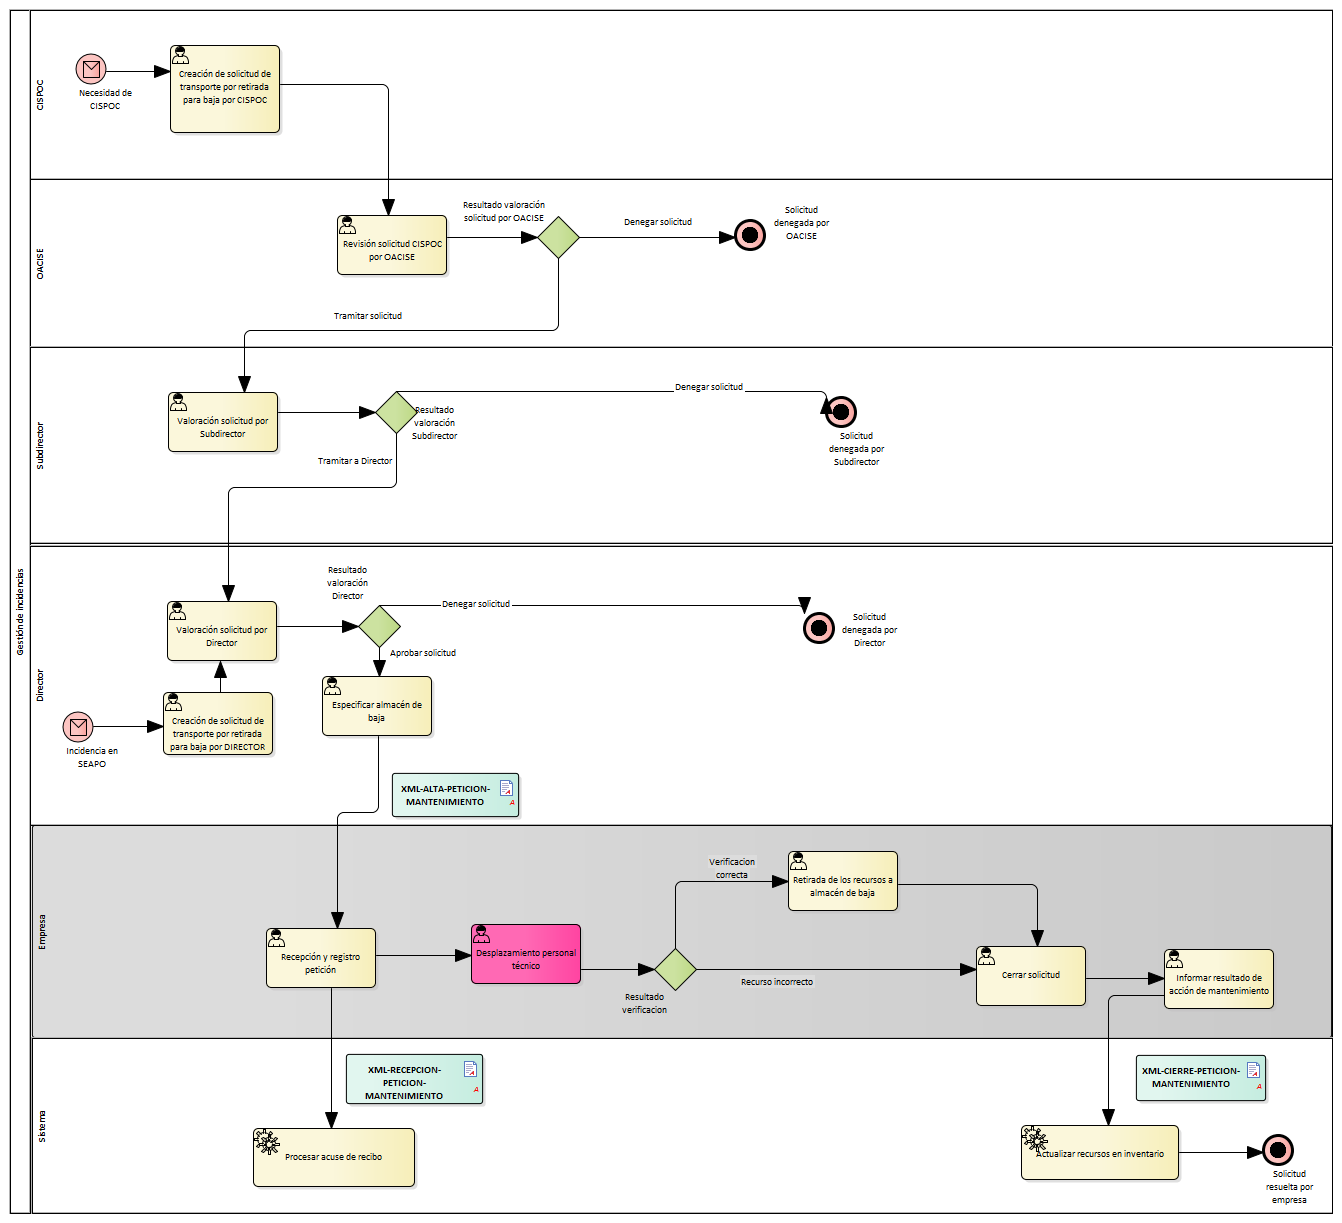 Gestión de incidencias
CISPOC
Necesidad de
CISPOC
Creación de solicitud de
transporte por retirada
para baja por CISPOC
OACISE
Revisión solicitud CISPOC
por OACISE
Resultado valoración
solicitud por OACISE
Denegar solicitud
Solicitud
denegada por
OACISE
Tramitar solicitud
Subdirector
Valoración solicitud por
Subdirector
Resultado
valoración
Subdirector
Denegar solicitud
Solicitud
denegada por
Subdirector
Tramitar a Director
Director
Valoración solicitud por
Director
Resultado
valoración
Director
Denegar solicitud
Solicitud
denegada por
Director
Aprobar solicitud
Incidencia en
SEAPO
Creación de solicitud de
transporte por retirada
para baja por DIRECTOR
Especificar almacén de
baja
XML-ALTA-PETICION-
MANTENIMIENTO
A
Empresa
Recepción y registro
petición
Desplazamiento personal
técnico
Resultado
verificacion
Verificacion
correcta
Retirada de los recursos a
almacén de baja
Recurso incorrecto
Cerrar solicitud
Informar resultado de
acción de mantenimiento
Sistema
XML-RECEPCION-
PETICION-
MANTENIMIENTO
A
Procesar acuse de recibo
XML-CIERRE-PETICION-
MANTENIMIENTO
A
Actualizar recursos en inventario
Solicitud
resuelta por
empresa